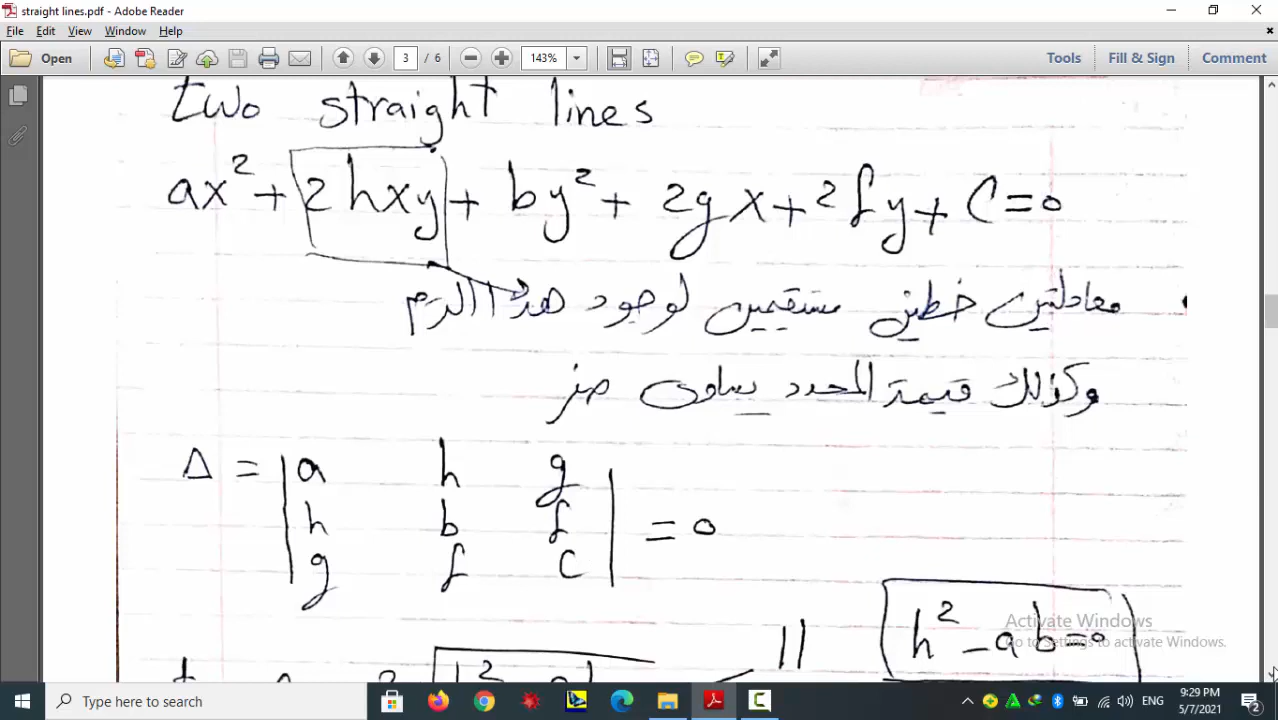 straight lines.pdf - Adobe Reader
File Edit View Window Help
Open 3 / 6 143% Tools Fill & Sign Comment
two straight lines
ax² + 2hxy + by² + 2gx + 2fy + C = 0
معادلتين خطين مستقيمين لوجود هذا الترم
وكذلك قيمة المحدد يساوى صفر
Δ = | a h g |
| h b f | = 0
| g f c |
// h² - ab = 0
Activate Windows
Go to Settings to activate Windows.
Type here to search
ENG 9:29 PM
5/7/2021
2